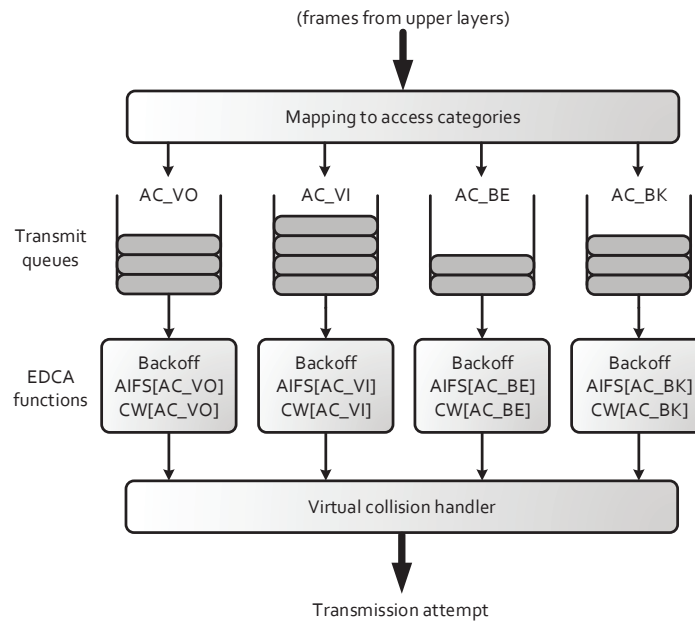 (frames from upper layers)
Mapping to access categories
AC_VO
AC_VI
AC_BE
AC_BK
Transmit
queues
EDCA
functions
Backoff
AIFS[AC_VO]
CW[AC_VO]
Backoff
AIFS[AC_VI]
CW[AC_VI]
Backoff
AIFS[AC_BE]
CW[AC_BE]
Backoff
AIFS[AC_BK]
CW[AC_BK]
Virtual collision handler
Transmission attempt